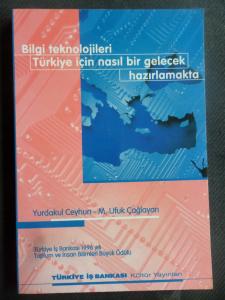 Bilgi teknolojileri
Türkiye için nasıl bir gelecek
hazırlamakta
Yurdakul Ceyhun - M. Ufuk Çağlayan
Türkiye İş Bankası 1996 yılı
Toplum ve İnsan Bilimleri Büyük Ödülü
TÜRKİYE İŞ BANKASI Kültür Yayınları